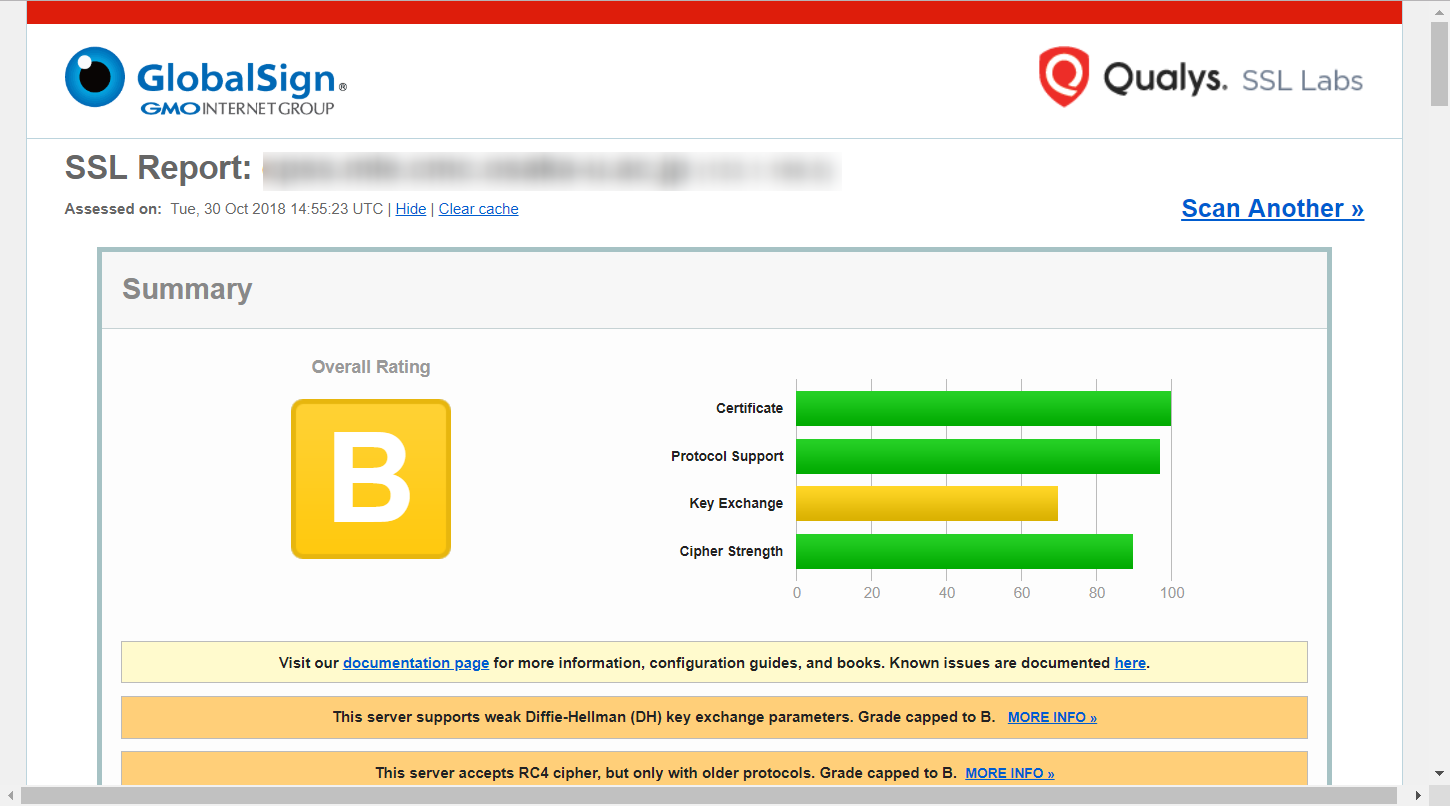 GlobalSign®
GMO INTERNET GROUP
Qualys. SSL Labs
SSL Report:
Assessed on: Tue, 30 Oct 2018 14:55:23 UTC | Hide | Clear cache
Scan Another »
Summary
Overall Rating
B
Certificate
Protocol Support
Key Exchange
Cipher Strength
0 20 40 60 80 100
Visit our documentation page for more information, configuration guides, and books. Known issues are documented here.
This server supports weak Diffie-Hellman (DH) key exchange parameters. Grade capped to B. MORE INFO »
This server accepts RC4 cipher, but only with older protocols. Grade capped to B. MORE INFO »